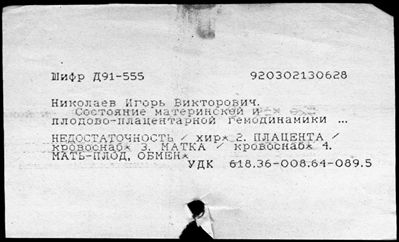 Шифр Д91-555 920302130628
Николаев Игорь Викторович.
Состояние материнской и
плодово-плацентарной гемодинамики ...
НЕДОСТАТОЧНОСТЬ / хир* 2. ПЛАЦЕНТА /
кровоснаб* 3. МАТКА / кровоснаб* 4.
МАТЬ-ПЛОД, ОБМЕН*
УДК 618.36-008.64-089.5